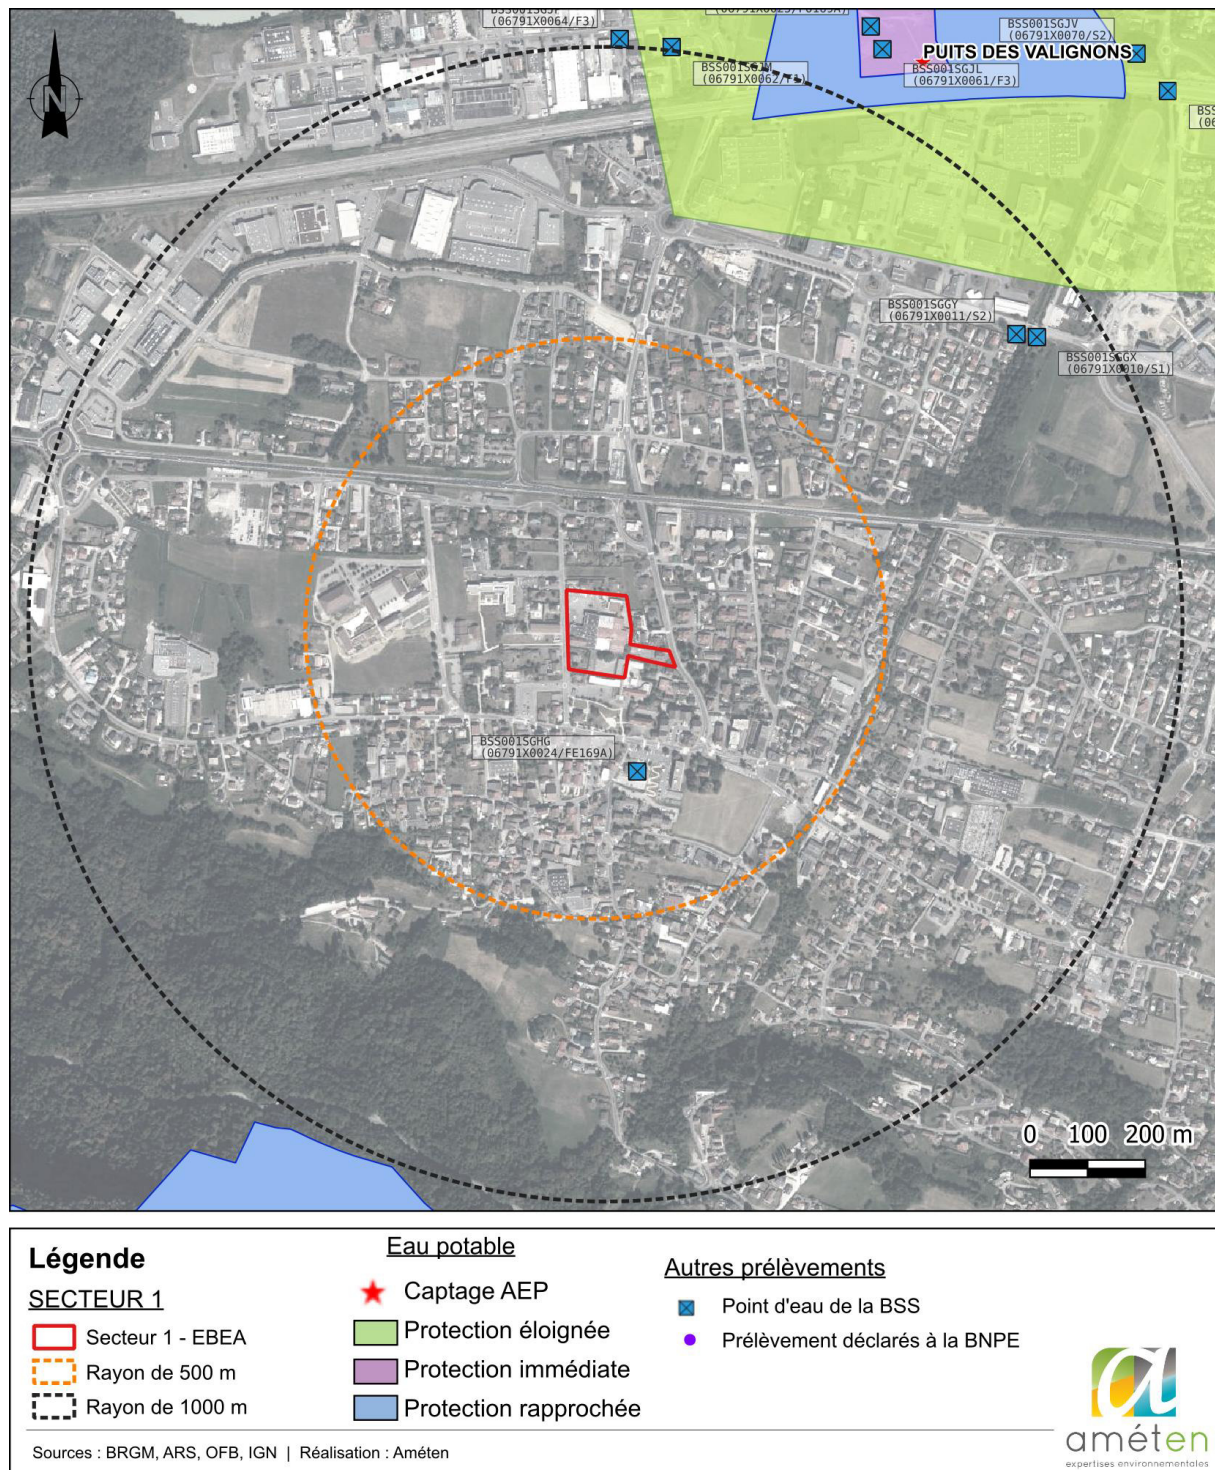 (06791X0064/F3)
BSS001SGJV
(06791X0070/S2)
PUITS DES VALIGNONS
(06791X0062/F1)
BSS001SGJL
(06791X0061/F3)
N
BSS001SGGY
(06791X0011/S2)
BSS001SGGX
(06791X0010/S1)
BSS001SGHG
(06791X0024/FE169A)
0 100 200 m
Légende
SECTEUR 1
Secteur 1 - EBEA
Rayon de 500 m
Rayon de 1000 m
Eau potable
Captage AEP
Protection éloignée
Protection immédiate
Protection rapprochée
Autres prélèvements
Point d'eau de la BSS
Prélèvement déclarés à la BNPE
Sources : BRGM, ARS, OFB, IGN | Réalisation : Améten
améten
expertises environnementales